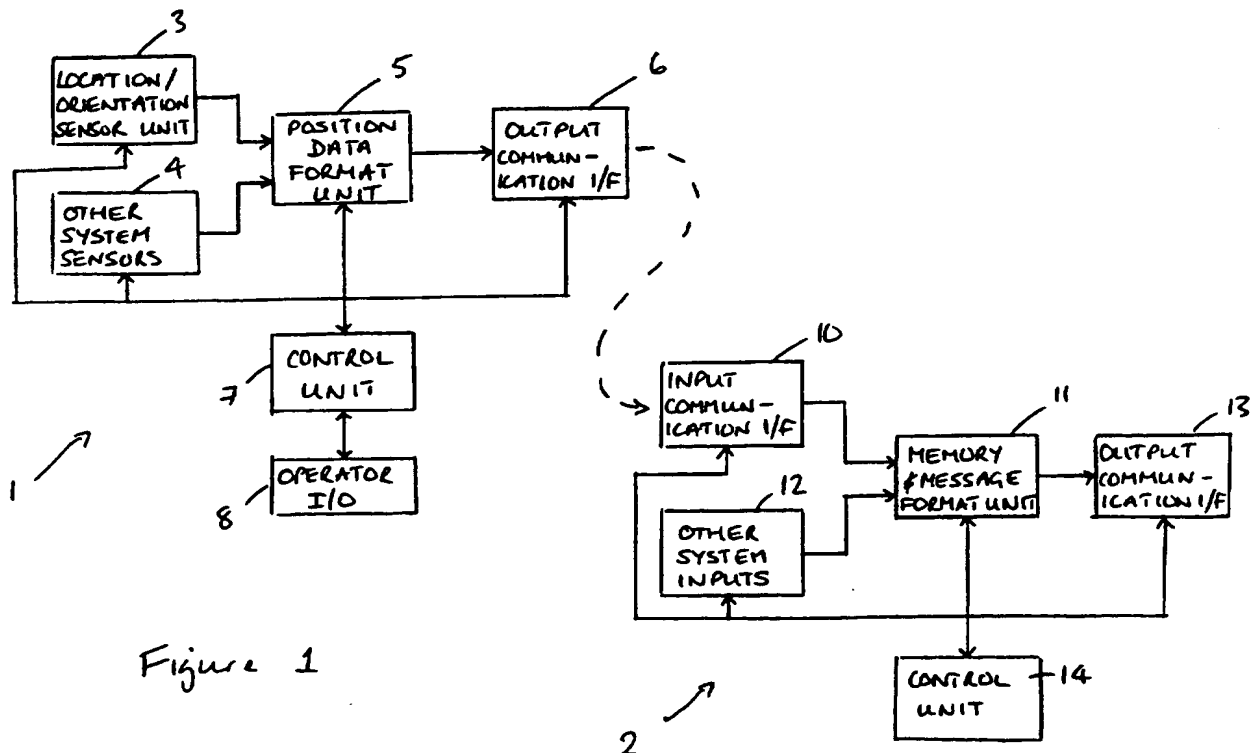 3
LOCATION/
ORIENTATION
SENSOR UNIT
4
OTHER
SYSTEM
SENSORS
5
POSITION
DATA
FORMAT
UNIT
6
OUTPUT
COMMUN-
ICATION I/F
7
CONTROL
UNIT
8
OPERATOR
I/O
1
10
INPUT
COMMUN-
ICATION I/F
12
OTHER
SYSTEM
INPUTS
11
MEMORY
& MESSAGE
FORMAT UNIT
13
OUTPUT
COMMUN-
ICATION I/F
14
CONTROL
UNIT
2
Figure 1